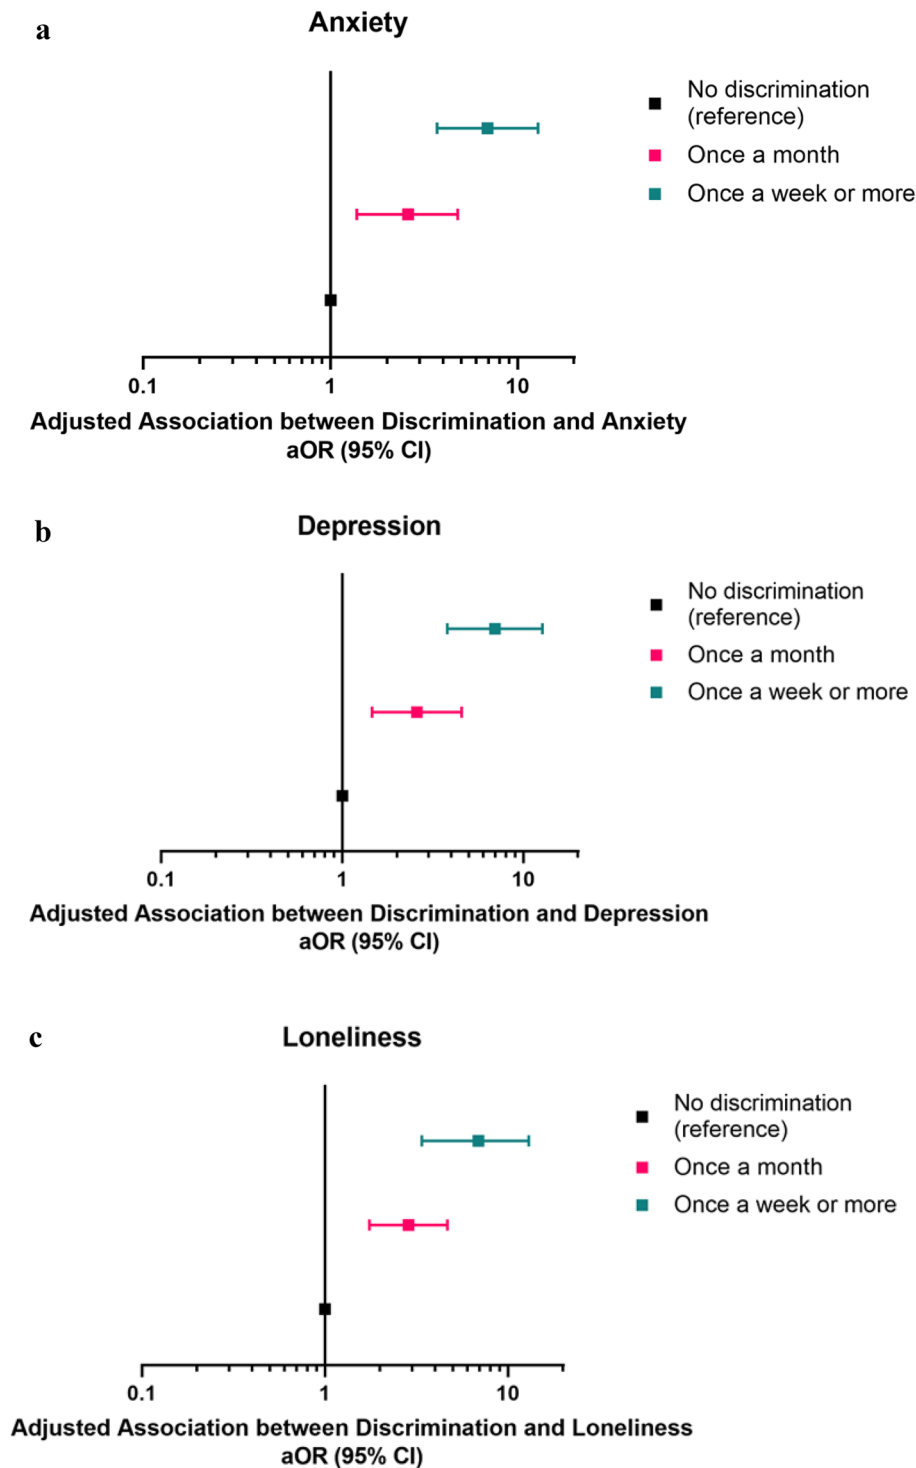 a
Anxiety
No discrimination
(reference)
Once a month
Once a week or more
0.1 1 10
Adjusted Association between Discrimination and Anxiety
aOR (95% CI)
b
Depression
No discrimination
(reference)
Once a month
Once a week or more
0.1 1 10
Adjusted Association between Discrimination and Depression
aOR (95% CI)
c
Loneliness
No discrimination
(reference)
Once a month
Once a week or more
0.1 1 10
Adjusted Association between Discrimination and Loneliness
aOR (95% CI)